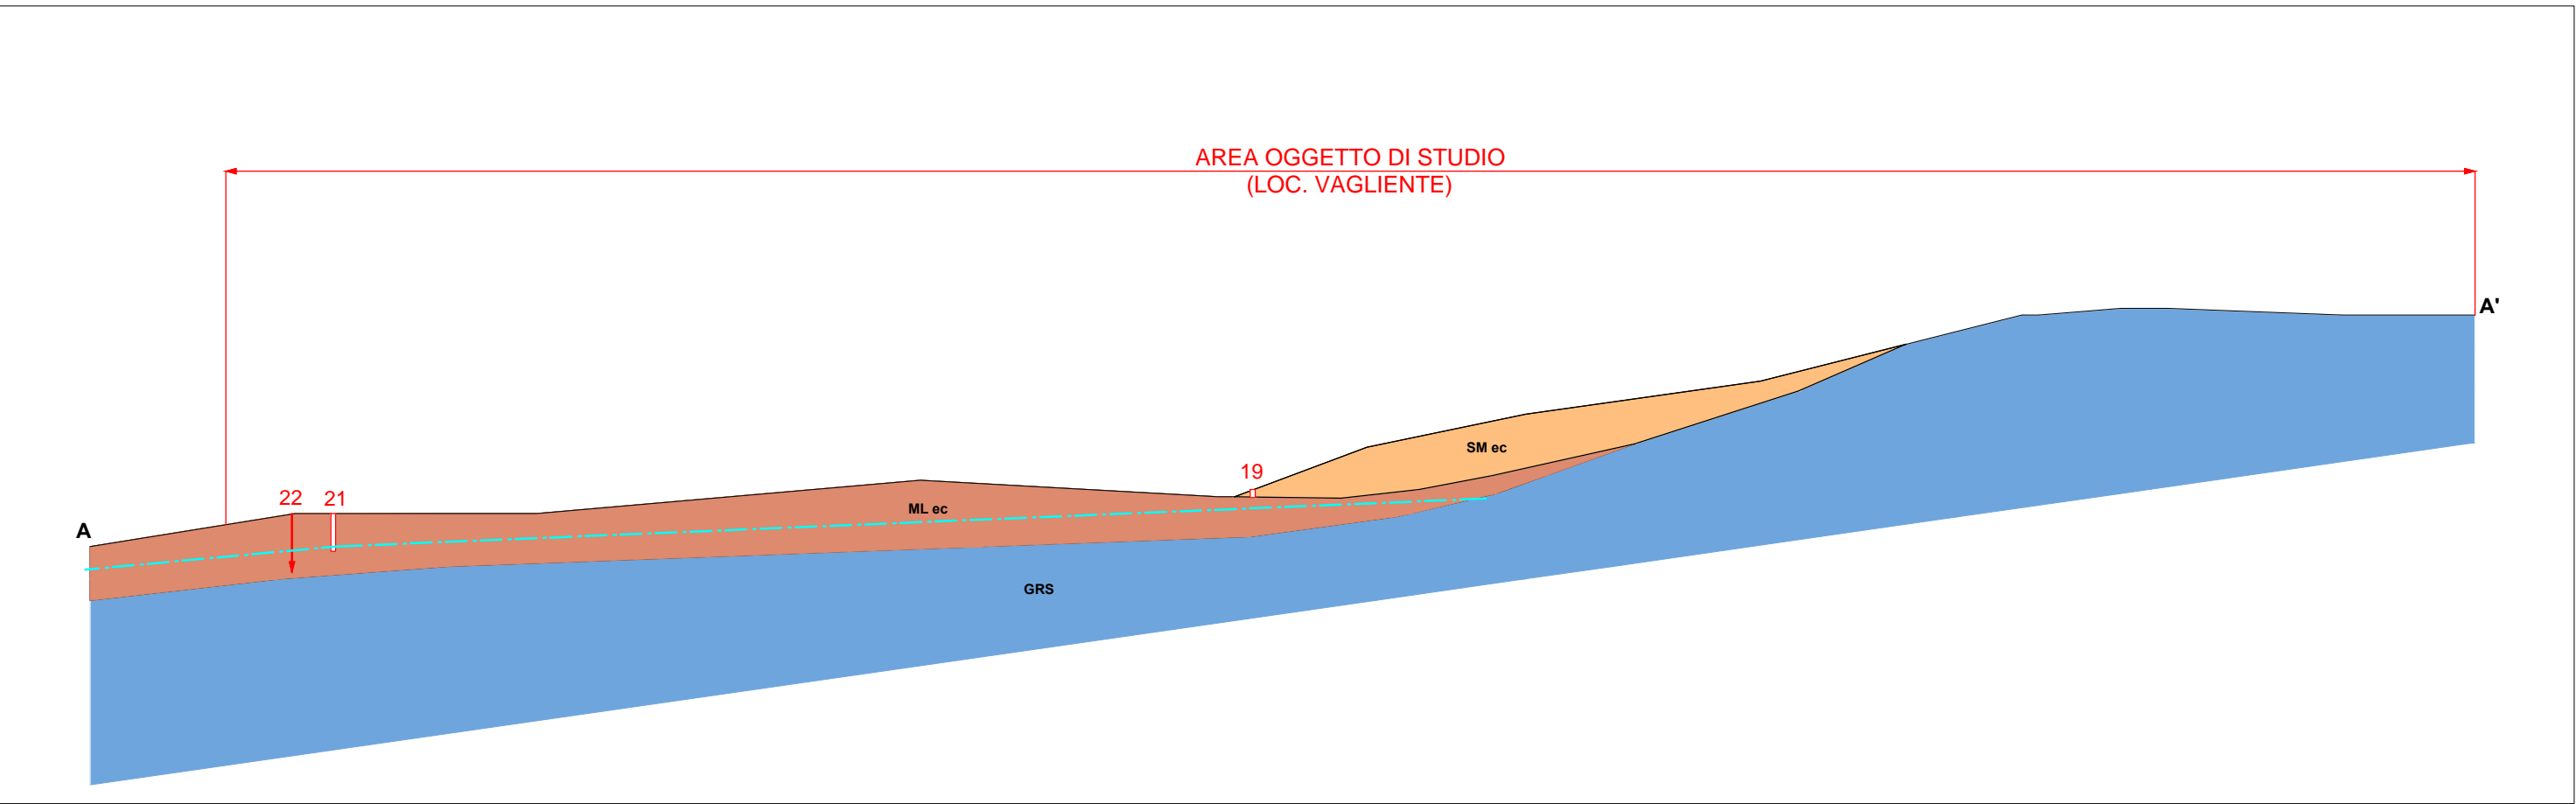 AREA OGGETTO DI STUDIO
(LOC. VAGLIENTE)
A'
SM ec
19
22
21
ML ec
A
GRS